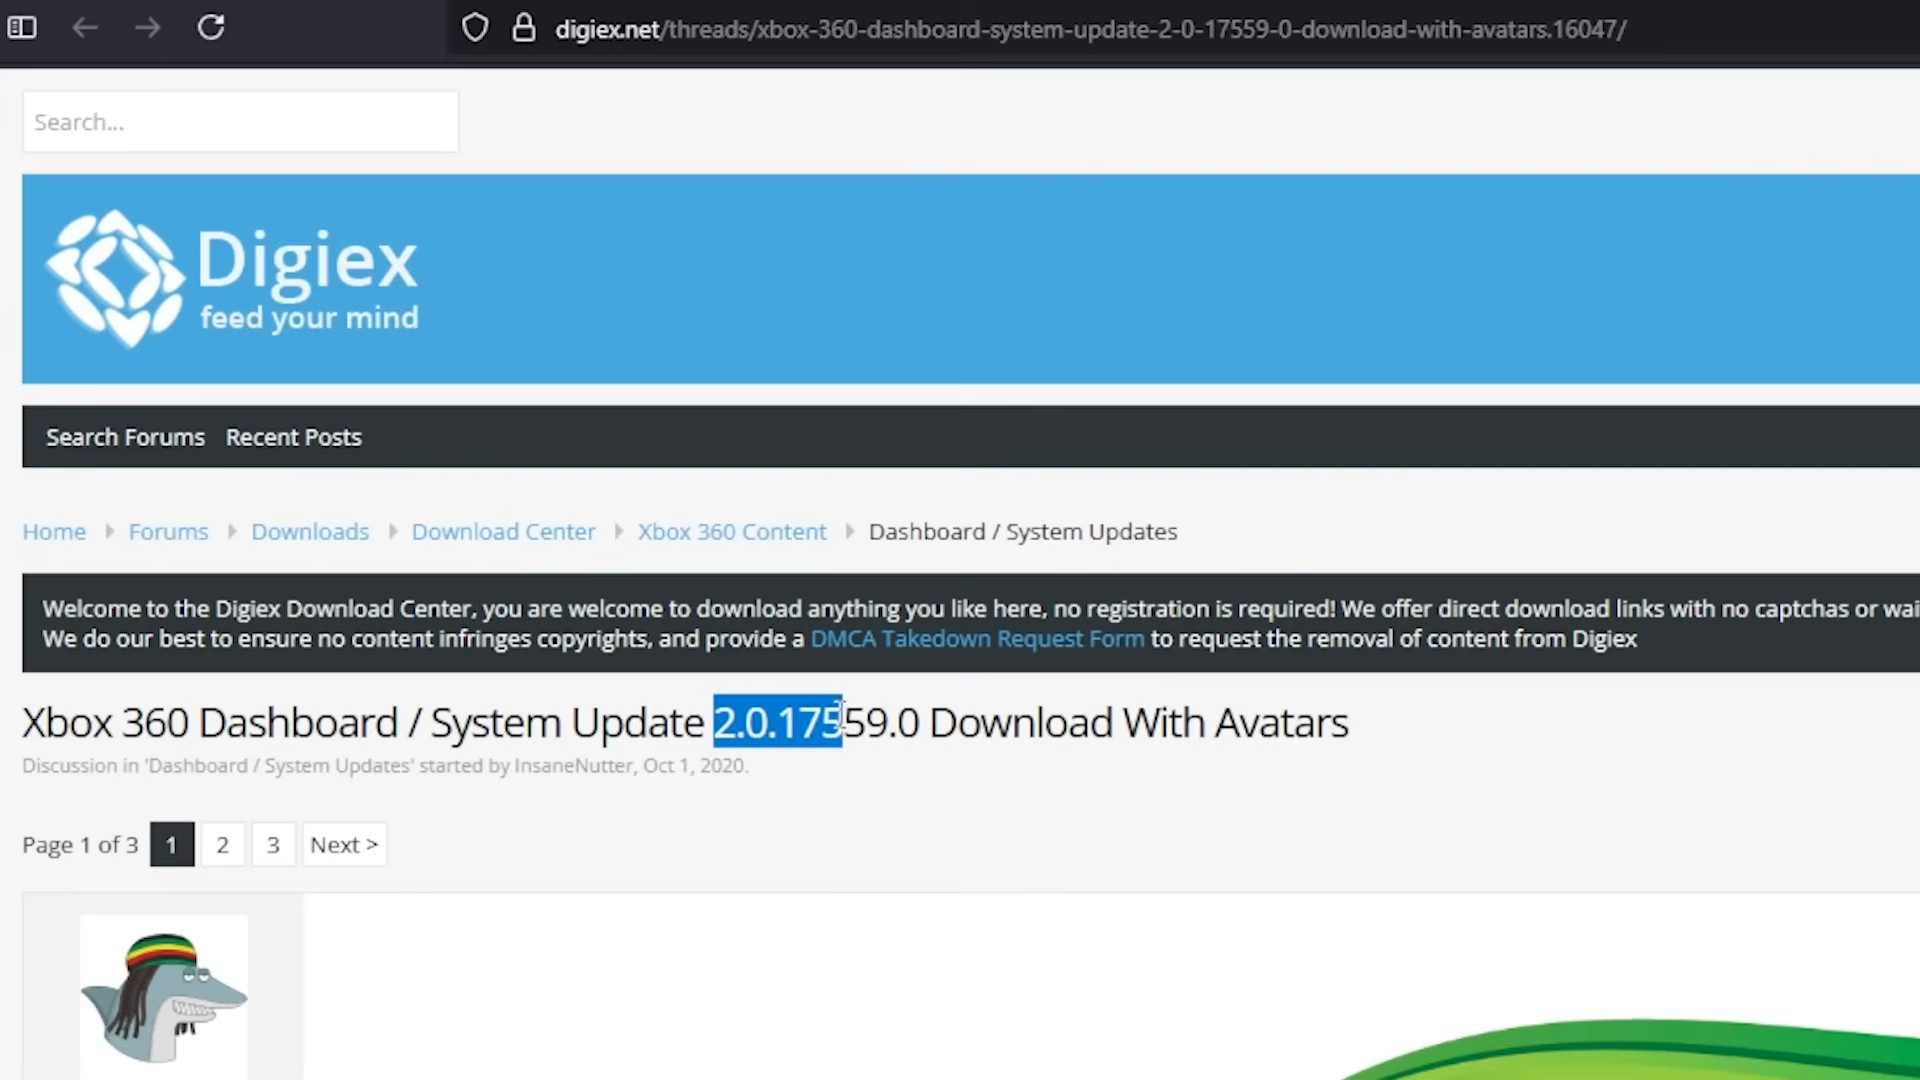 digiex.net/threads/xbox-360-dashboard-system-update-2-0-17559-0-download-with-avatars.16047/
Search...
Digiex
feed your mind
Search Forums Recent Posts
Home Forums Downloads Download Center Xbox 360 Content Dashboard / System Updates
Welcome to the Digiex Download Center, you are welcome to download anything you like here, no registration is required! We offer direct download links with no captchas or wai
We do our best to ensure no content infringes copyrights, and provide a DMCA Takedown Request Form to request the removal of content from Digiex
Xbox 360 Dashboard / System Update 2.0.17559.0 Download With Avatars
Discussion in 'Dashboard / System Updates' started by InsaneNutter, Oct 1, 2020.
Page 1 of 3 1 2 3 Next >